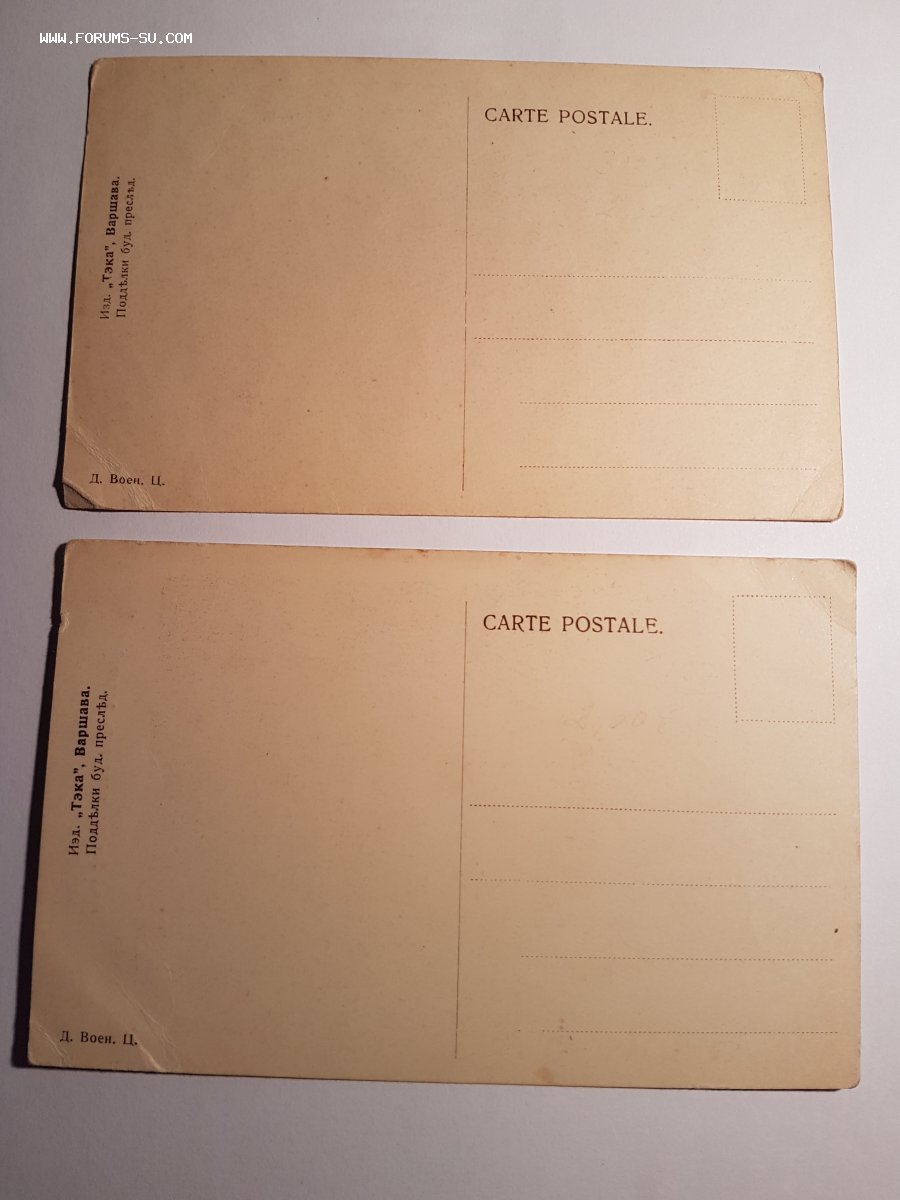 WWW.FORUMS-SU.COM
CARTE POSTALE.
Изд. „Тэка”, Варшава.
Поддѣлки буд. преслѣд.
Д. Воен. Ц.
CARTE POSTALE.
Изд. „Тэка”, Варшава.
Поддѣлки буд. преслѣд.
Д. Воен. Ц.